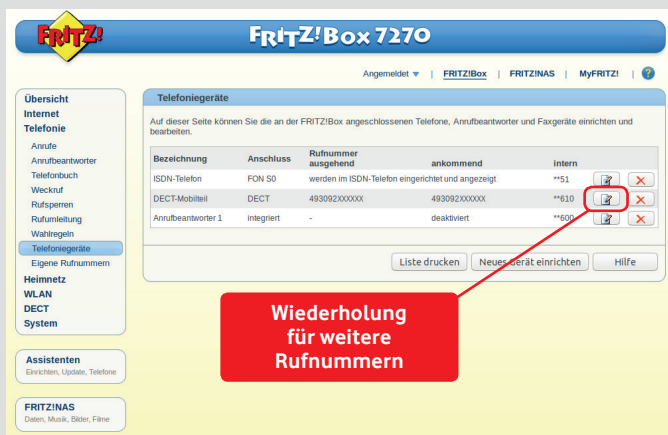 FRITZ!
FRITZ!Box 7270
Angemeldet | FRITZ!Box | FRITZ!NAS | MyFRITZ! | ?
Übersicht
Internet
Telefonie
Anrufe
Anrufbeantworter
Telefonbuch
Weckruf
Rufsperren
Rufumleitung
Wahlregeln
Telefoniegeräte
Eigene Rufnummern
Heimnetz
WLAN
DECT
System
Assistenten
Einrichten, Update, Telefone
FRITZ!NAS
Daten, Musik, Bilder, Filme
Telefoniegeräte
Auf dieser Seite können Sie die an der FRITZ!Box angeschlossenen Telefone, Anrufbeantworter und Faxgeräte einrichten und
bearbeiten.
Rufnummer
Bezeichnung Anschluss ausgehend ankommend intern
ISDN-Telefon FON S0 werden im ISDN-Telefon eingerichtet und angezeigt **51
DECT-Mobilteil DECT 493092XXXXXX 493092XXXXXX **610
Anrufbeantworter 1 integriert - deaktiviert **600
Liste drucken Neues Gerät einrichten Hilfe
Wiederholung
für weitere
Rufnummern